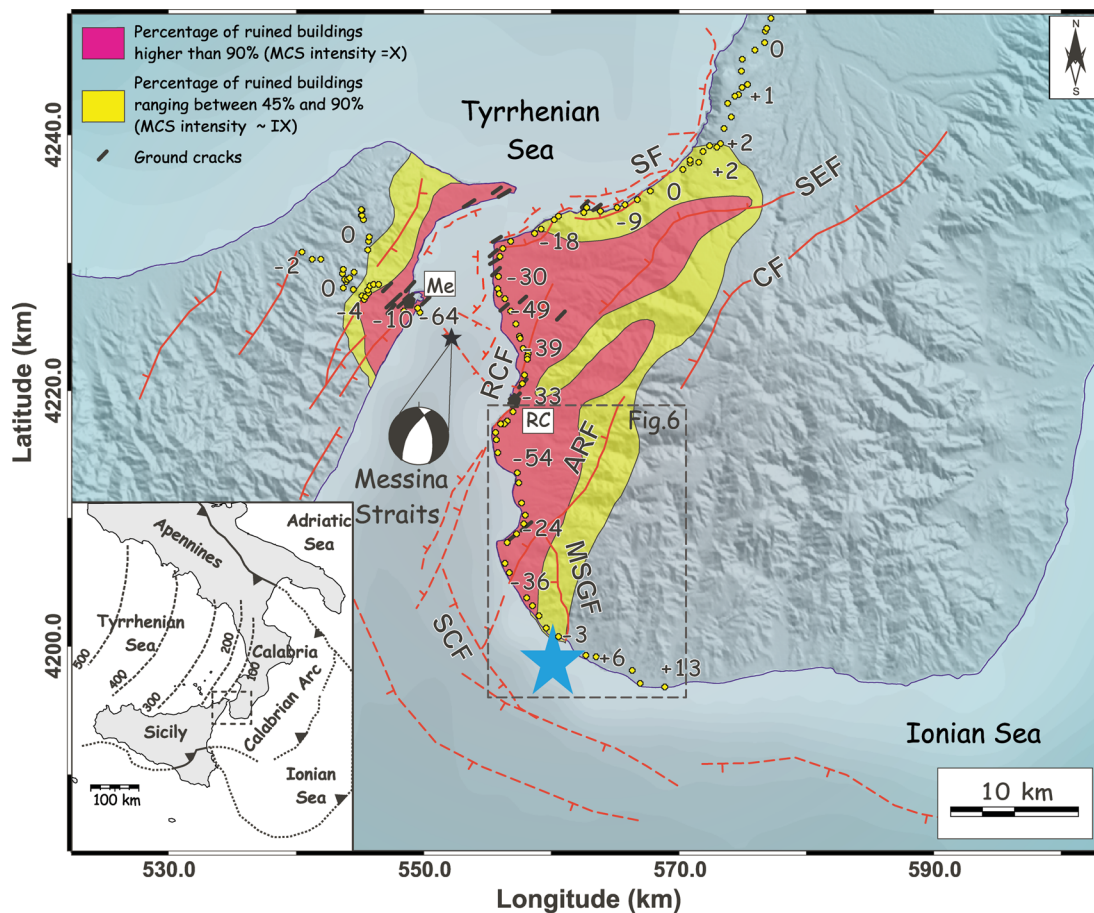 Percentage of ruined buildings
higher than 90% (MCS intensity =X)
Percentage of ruined buildings
ranging between 45% and 90%
(MCS intensity ~ IX)
Ground cracks
N
S
Tyrrhenian
Sea
0
+1
+2
+2
SF
0
SEF
-9
-18
CF
0
-2
0
-4
-10
Me
-64
-30
-49
-39
RCF
-33
RC
Fig.6
ARF
-54
Messina
Straits
-24
MSGF
-36
SCF
-3
+6
+13
Ionian Sea
10 km
Apennines
Adriatic
Sea
Tyrrhenian
Sea
500
400
300
200
100
Calabria
Calabrian Arc
Sicily
Ionian
Sea
100 km
4240.0
4220.0
4200.0
Latitude (km)
530.0
550.0
570.0
590.0
Longitude (km)